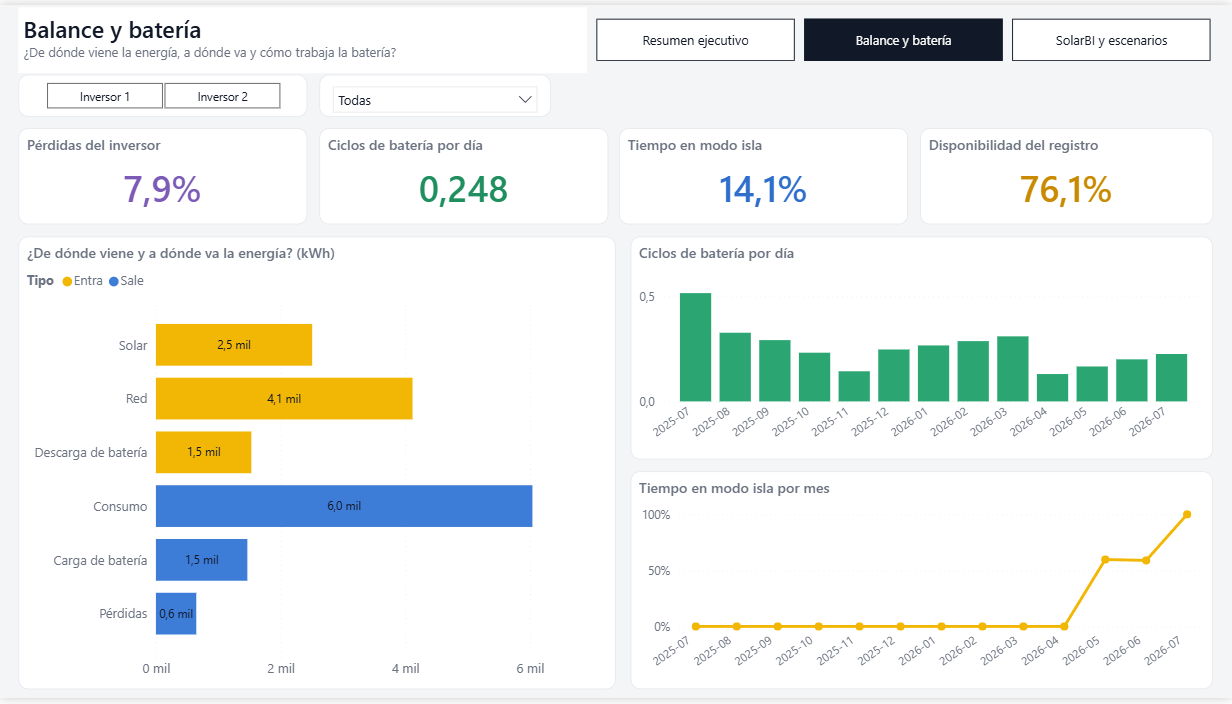 Balance y batería
¿De dónde viene la energía, a dónde va y cómo trabaja la batería?
Resumen ejecutivo
Balance y batería
SolarBI y escenarios
Inversor 1
Inversor 2
Todas
Pérdidas del inversor
7,9%
Ciclos de batería por día
0,248
Tiempo en modo isla
14,1%
Disponibilidad del registro
76,1%
¿De dónde viene y a dónde va la energía? (kWh)
Tipo Entra Sale
Solar 2,5 mil
Red 4,1 mil
Descarga de batería 1,5 mil
Consumo 6,0 mil
Carga de batería 1,5 mil
Pérdidas 0,6 mil
0 mil 2 mil 4 mil 6 mil
Ciclos de batería por día
0,5
0,0
2025-07 2025-08 2025-09 2025-10 2025-11 2025-12 2026-01 2026-02 2026-03 2026-04 2026-05 2026-06 2026-07
Tiempo en modo isla por mes
100%
50%
0%
2025-07 2025-08 2025-09 2025-10 2025-11 2025-12 2026-01 2026-02 2026-03 2026-04 2026-05 2026-06 2026-07